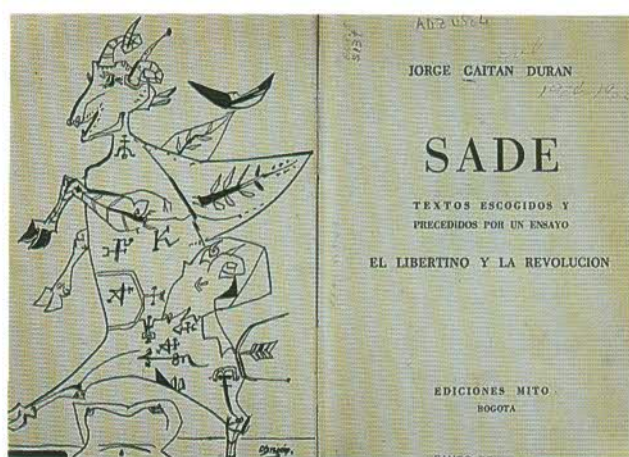 JORGE GAITAN DURAN
SADE
TEXTOS ESCOGIDOS Y
PRECEDIDOS POR UN ENSAYO
EL LIBERTINO Y LA REVOLUCION
EDICIONES MITO
BOGOTA